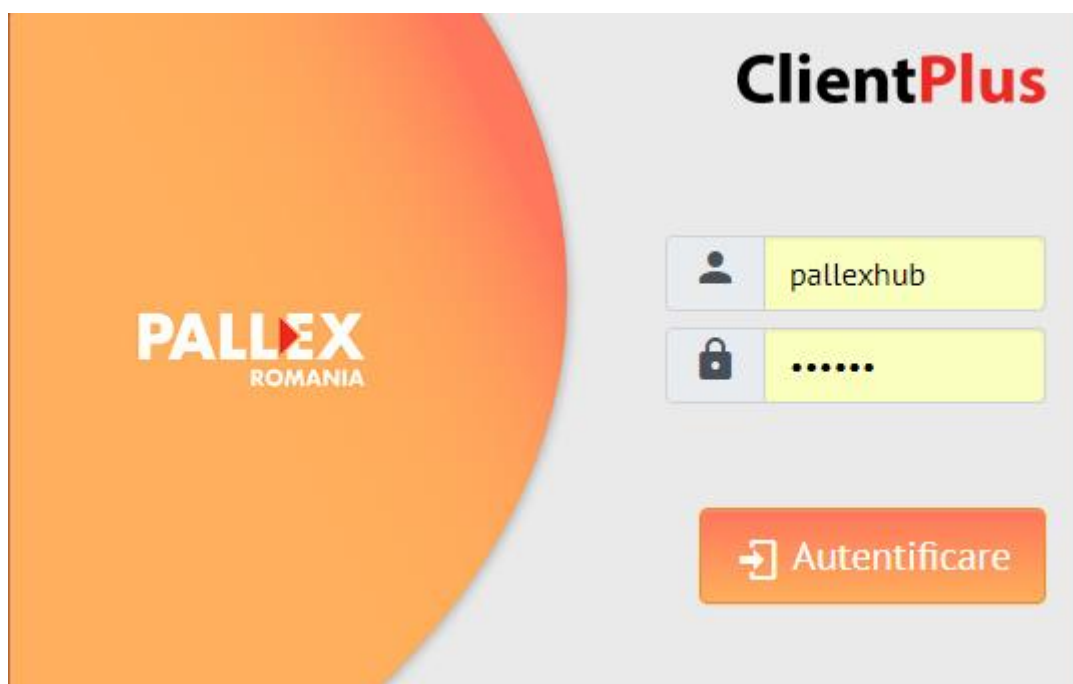 ClientPlus
pallexhub
••••••
PALLEX
ROMANIA
Autentificare